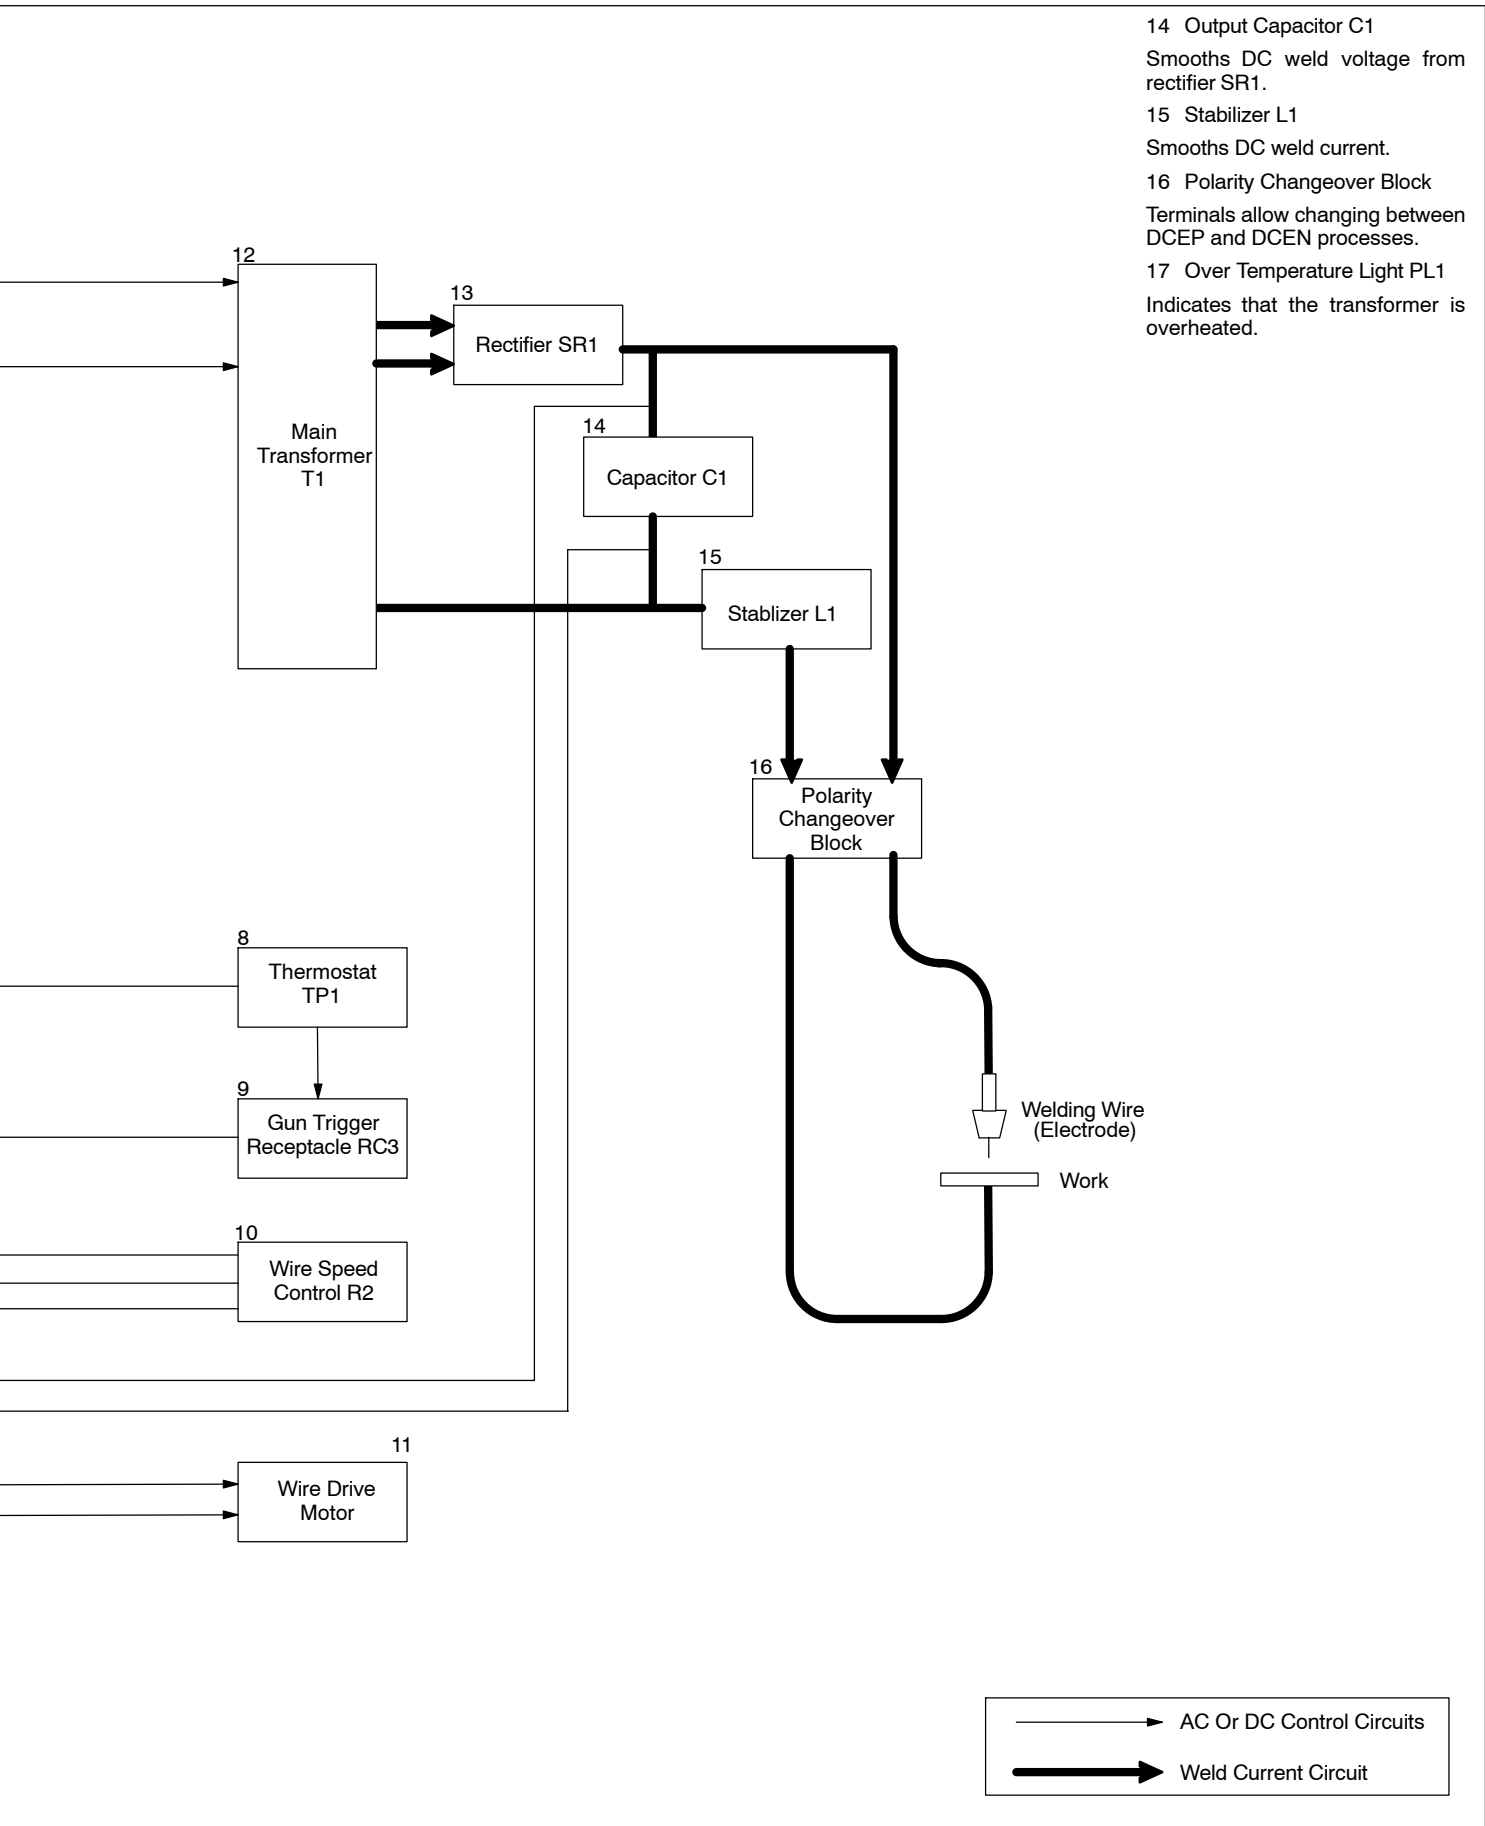 14 Output Capacitor C1
Smooths DC weld voltage from
rectifier SR1.
15 Stabilizer L1
Smooths DC weld current.
16 Polarity Changeover Block
Terminals allow changing between
DCEP and DCEN processes.
17 Over Temperature Light PL1
Indicates that the transformer is
overheated.
12
Main
Transformer
T1
13
Rectifier SR1
14
Capacitor C1
15
Stablizer L1
16
Polarity
Changeover
Block
8
Thermostat
TP1
9
Gun Trigger
Receptacle RC3
Welding Wire
(Electrode)
Work
10
Wire Speed
Control R2
11
Wire Drive
Motor
AC Or DC Control Circuits
Weld Current Circuit